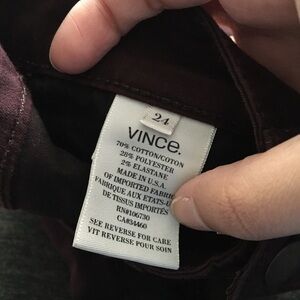 24
VINCE.
70% COTTON/COTON
28% POLYESTER
2% ELASTANE
MADE IN U.S.A.
OF IMPORTED FABRIC
FABRIQUE AUX ETATS-U
DE TISSUS IMPORTÉS
RN#106730
CA#34460
SEE REVERSE FOR CARE
VIT REVERSE POUR SOIN